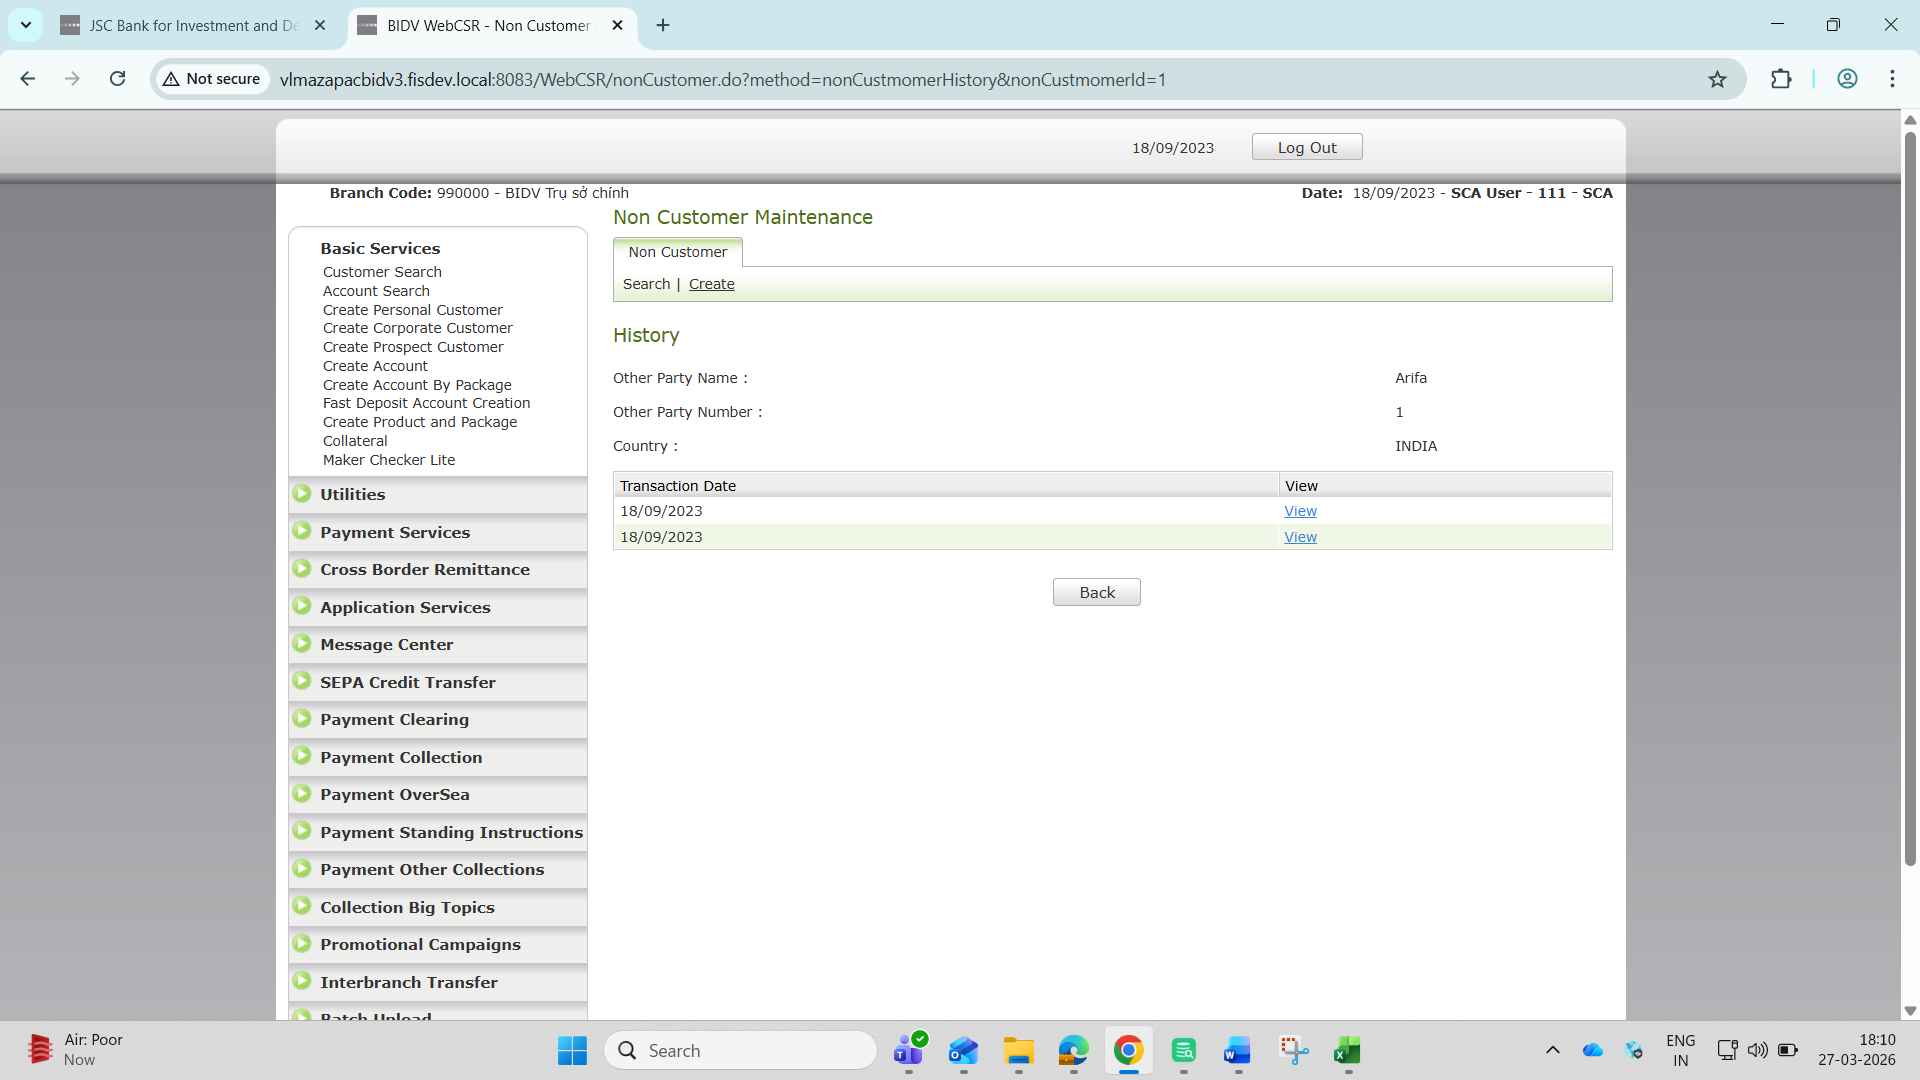 JSC Bank for Investment and De
BIDV WebCSR - Non Customer
Not secure
vlmazapacbidv3.fisdev.local:8083/WebCSR/nonCustomer.do?method=nonCustmomerHistory&nonCustmomerId=1
18/09/2023
Log Out
Branch Code: 990000 - BIDV Trụ sở chính
Date: 18/09/2023 - SCA User - 111 - SCA
Basic Services
Customer Search
Account Search
Create Personal Customer
Create Corporate Customer
Create Prospect Customer
Create Account
Create Account By Package
Fast Deposit Account Creation
Create Product and Package
Collateral
Maker Checker Lite
Utilities
Payment Services
Cross Border Remittance
Application Services
Message Center
SEPA Credit Transfer
Payment Clearing
Payment Collection
Payment OverSea
Payment Standing Instructions
Payment Other Collections
Collection Big Topics
Promotional Campaigns
Interbranch Transfer
Batch Upload
Non Customer Maintenance
Non Customer
Search | Create
History
Other Party Name : Arifa
Other Party Number : 1
Country : INDIA
Transaction Date View
18/09/2023 View
18/09/2023 View
Back
Air: Poor
Now
Search
ENG
IN
18:10
27-03-2026